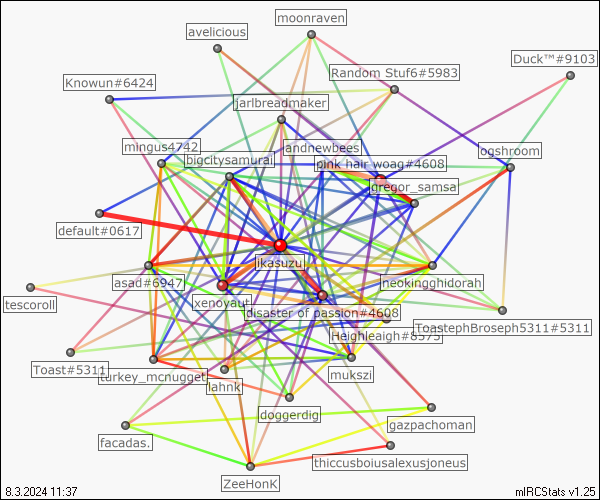 moonraven
avelicious
Duck™#9103
Random Stuf6#5983
Knowun#6424
jarlbreadmaker
andnewbees
mingus4742
ogshroom
bigcitysamurai
pink hair woag#4608
gregor_samsa
default#0617
jikasuzu
asad#6947
neokingghidorah
tescoroll
xenoyaut
disaster of passion#4608
ToastephBroseph5311#5311
Heighleaigh#8575
Toast#5311
turkey_mcnugget
lahnk
mukszi
doggerdig
gazpachoman
facadas.
thiccusboiusalexusjoneus
ZeeHonK
8.3.2024 11:37
mIRCStats v1.25